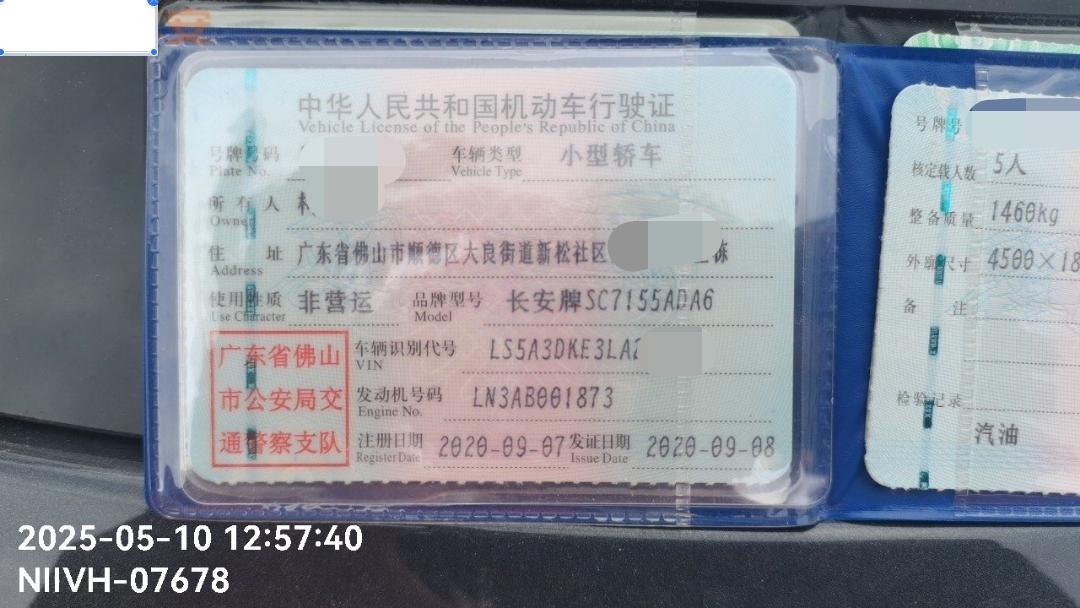 中华人民共和国机动车行驶证
Vehicle License of the People's Republic of China
号牌号码 车辆类型 小型轿车
Plate No. Vehicle Type
所有人
Owner
住址 广东省佛山市顺德区大良街道新松社区 栋
Address
使用性质 非营运 品牌型号 长安牌SC7155ADA6
Use Character Model
广东省佛山
市公安局交
通警察支队
车辆识别代号 LS5A3DKE3LA2
VIN
发动机号码 LN3AB001873
Engine No.
注册日期 2020-09-07 发证日期 2020-09-08
Register Date Issue Date
号牌号
核定载人数 5人
整备质量 1460kg
外廓尺寸 4500×18
备注
检验记录
汽油
2025-05-10 12:57:40
NIIVH-07678